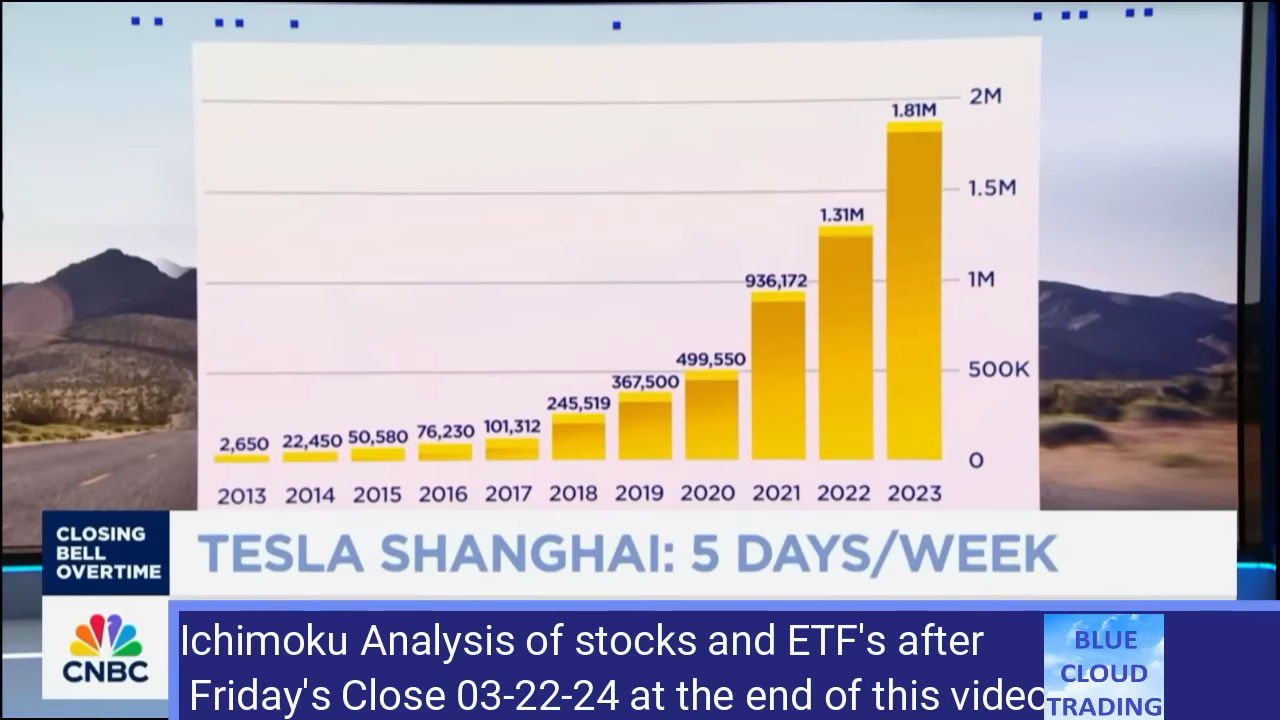 2M
1.81M
1.5M
1.31M
1M
936,172
500K
499,550
367,500
245,519
101,312
76,230
50,580
22,450
2,650
0
2013 2014 2015 2016 2017 2018 2019 2020 2021 2022 2023
CLOSING
BELL
OVERTIME
TESLA SHANGHAI: 5 DAYS/WEEK
CNBC
Ichimoku Analysis of stocks and ETF's after
Friday's Close 03-22-24 at the end of this video
BLUE
CLOUD
TRADING